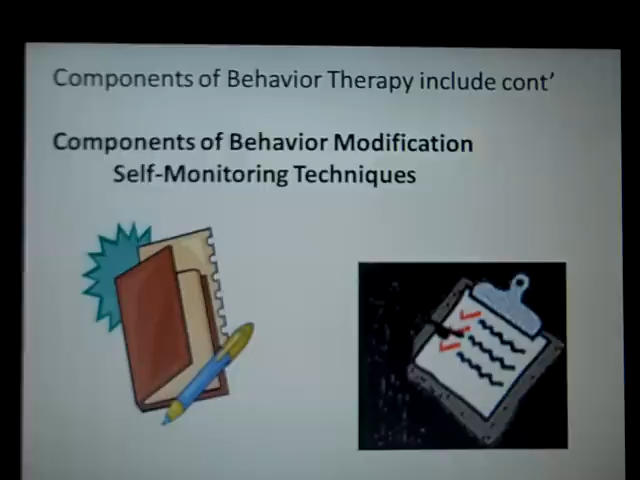 Components of Behavior Therapy include cont'
Components of Behavior Modification
Self-Monitoring Techniques